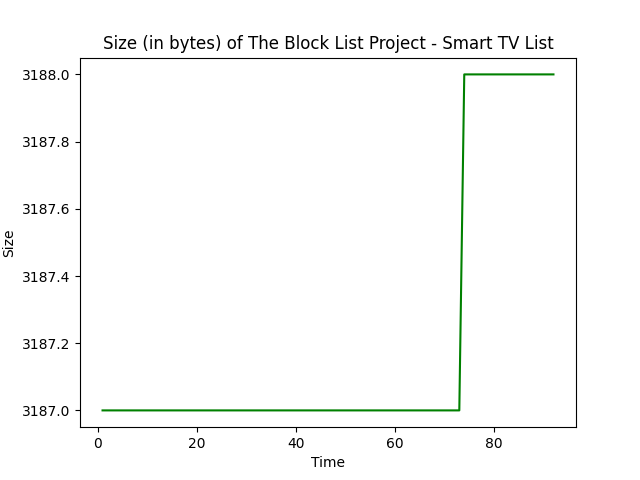 Size (in bytes) of The Block List Project - Smart TV List
3188.0
3187.8
3187.6
3187.4
3187.2
3187.0
Size
0 20 40 60 80
Time